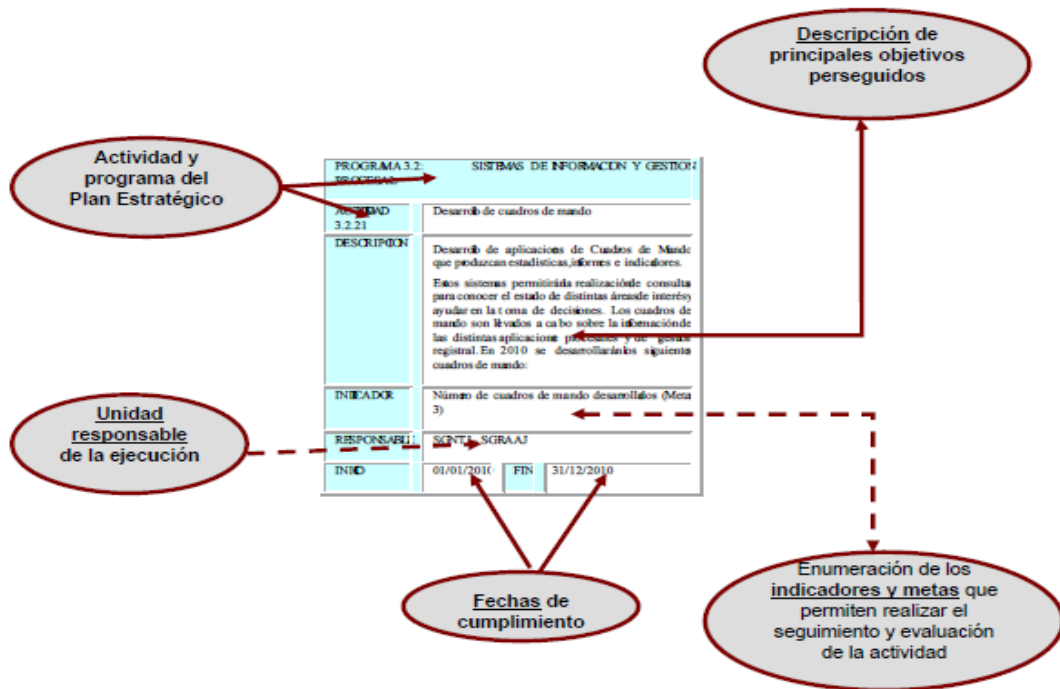 Descripción de
principales objetivos
perseguidos
Actividad y
programa del
Plan Estratégico
PROGRAMA 3.2: SISTEMAS DE INFORMACION Y GESTION
3.2.21
Desarrollo de cuadros de mando
DESCRIPCION
Desarrollo de aplicaciones de Cuadros de Mando
que produzcan estadísticas, informes e indicadores.
Estos sistemas permitirán la realización de consultas
para conocer el estado de distintas áreas de interés y
ayudar en la toma de decisiones. Los cuadros de
mando son llevados a cabo sobre la información de
las distintas aplicaciones procesales y de
registral. En 2010 se desarrollarán los siguientes
cuadros de mando:
INDICADOR
Número de cuadros de mando desarrollados (Meta
3)
Unidad
responsable
de la ejecución
RESPONSABLE
SGRAAJ
INICIO 01/01/2010 FIN 31/12/2010
Fechas de
cumplimiento
Enumeración de los
indicadores y metas que
permiten realizar el
seguimiento y evaluación
de la actividad